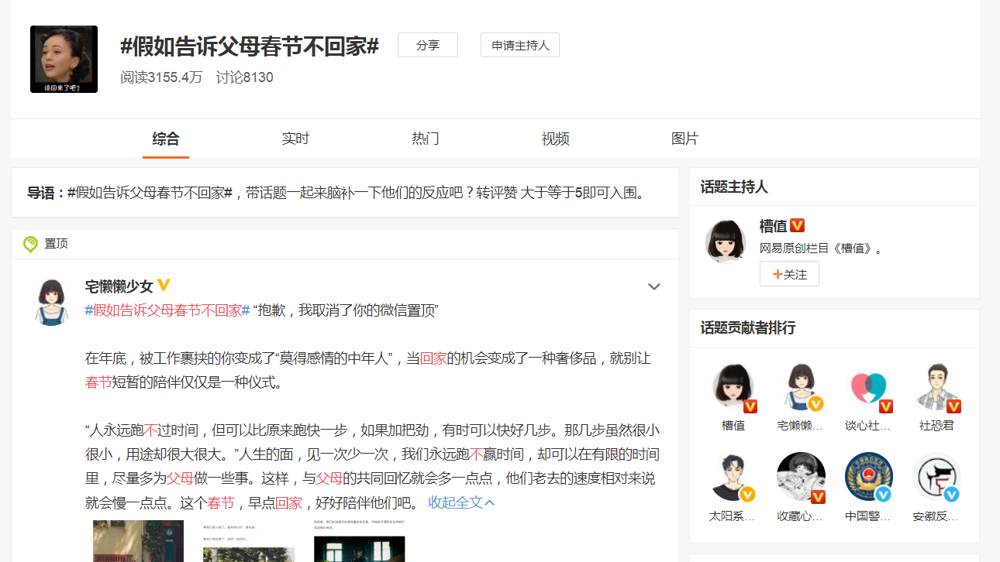 #假如告诉父母春节不回家#
分享
申请主持人
阅读3155.4万 讨论8130
该回来了吧?
综合
实时
热门
视频
图片
导语：#假如告诉父母春节不回家#，带话题一起来脑补一下他们的反应吧？转评赞 大于等于5即可入围。
置顶
宅懒懒少女
#假如告诉父母春节不回家# “抱歉，我取消了你的微信置顶”
在年底，被工作裹挟的你变成了“莫得感情的中年人”，当回家的机会变成了一种奢侈品，就别让
春节短暂的陪伴仅仅是一种仪式。
“人永远跑不过时间，但可以比原来跑快一步，如果加把劲，有时可以快好几步。那几步虽然很小
很小，用途却很大很大。”人生的面，见一次少一次，我们永远跑不赢时间，却可以在有限的时间
里，尽量多为父母做一些事。这样，与父母的共同回忆就会多一点点，他们老去的速度相对来说
就会慢一点点。这个春节，早点回家，好好陪伴他们吧。 收起全文
话题主持人
槽值
网易原创栏目《槽值》。
+关注
话题贡献者排行
槽值
宅懒懒...
谈心社...
社恐君
太阳系...
收藏心...
中国警...
安徽反...